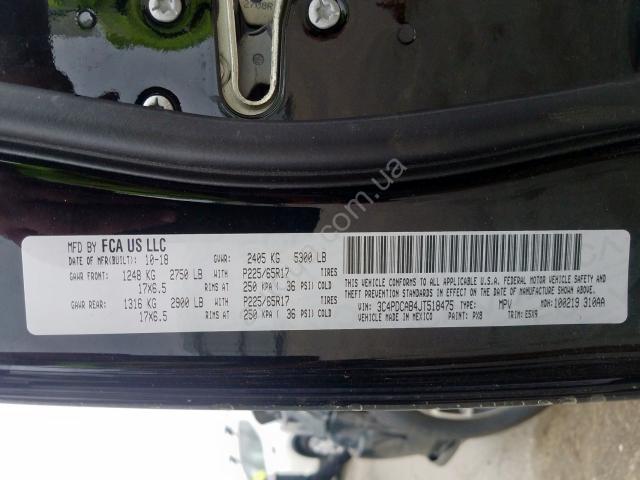 2708R
MFD BY FCA US LLC
DATE OF MFR(BUILT): 10-18 GVWR: 2405 KG 5300 LB
GAWR FRONT: 1248 KG 2750 LB WITH P225/65R17 TIRES
17X6.5 RIMS AT 250 KPA ( 36 PSI) COLD
GAWR REAR: 1316 KG 2900 LB WITH P225/65R17 TIRES
17X6.5 RIMS AT 250 KPA ( 36 PSI) COLD
THIS VEHICLE CONFORMS TO ALL APPLICABLE U.S.A. FEDERAL MOTOR VEHICLE SAFETY,
BUMPER, AND THEFT PREVENTION STANDARDS IN EFFECT ON THE DATE OF MANUFACTURE SHOWN ABOVE.
VIN: 3C4PDCAB4JT518475 TYPE: MPV MDH: 100219 310AA
MADE IN MEXICO PAINT: PX8 TRIM: E5X9